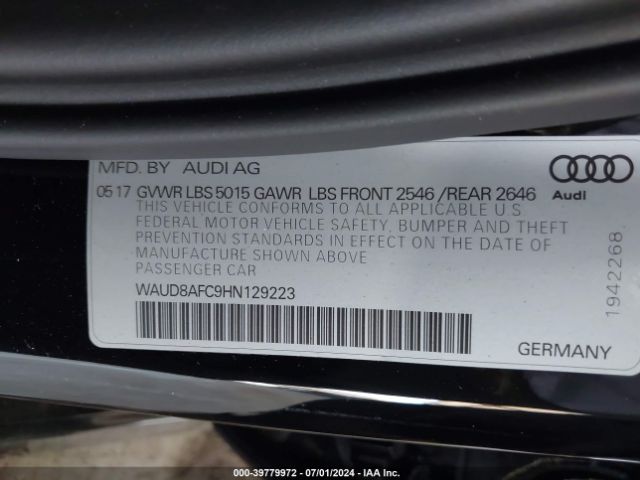 MFD. BY AUDI AG
Audi
05 17 GVWR LBS 5015 GAWR LBS FRONT 2546 /REAR 2646
THIS VEHICLE CONFORMS TO ALL APPLICABLE U.S
FEDERAL MOTOR VEHICLE SAFETY, BUMPER AND THEFT
PREVENTION STANDARDS IN EFFECT ON THE DATE OF
MANUFACTURE SHOWN ABOVE
PASSENGER CAR
WAUD8AFC9HN129223
1942268
GERMANY
000-39779972 / 07/01/2024 - IAAI.ca